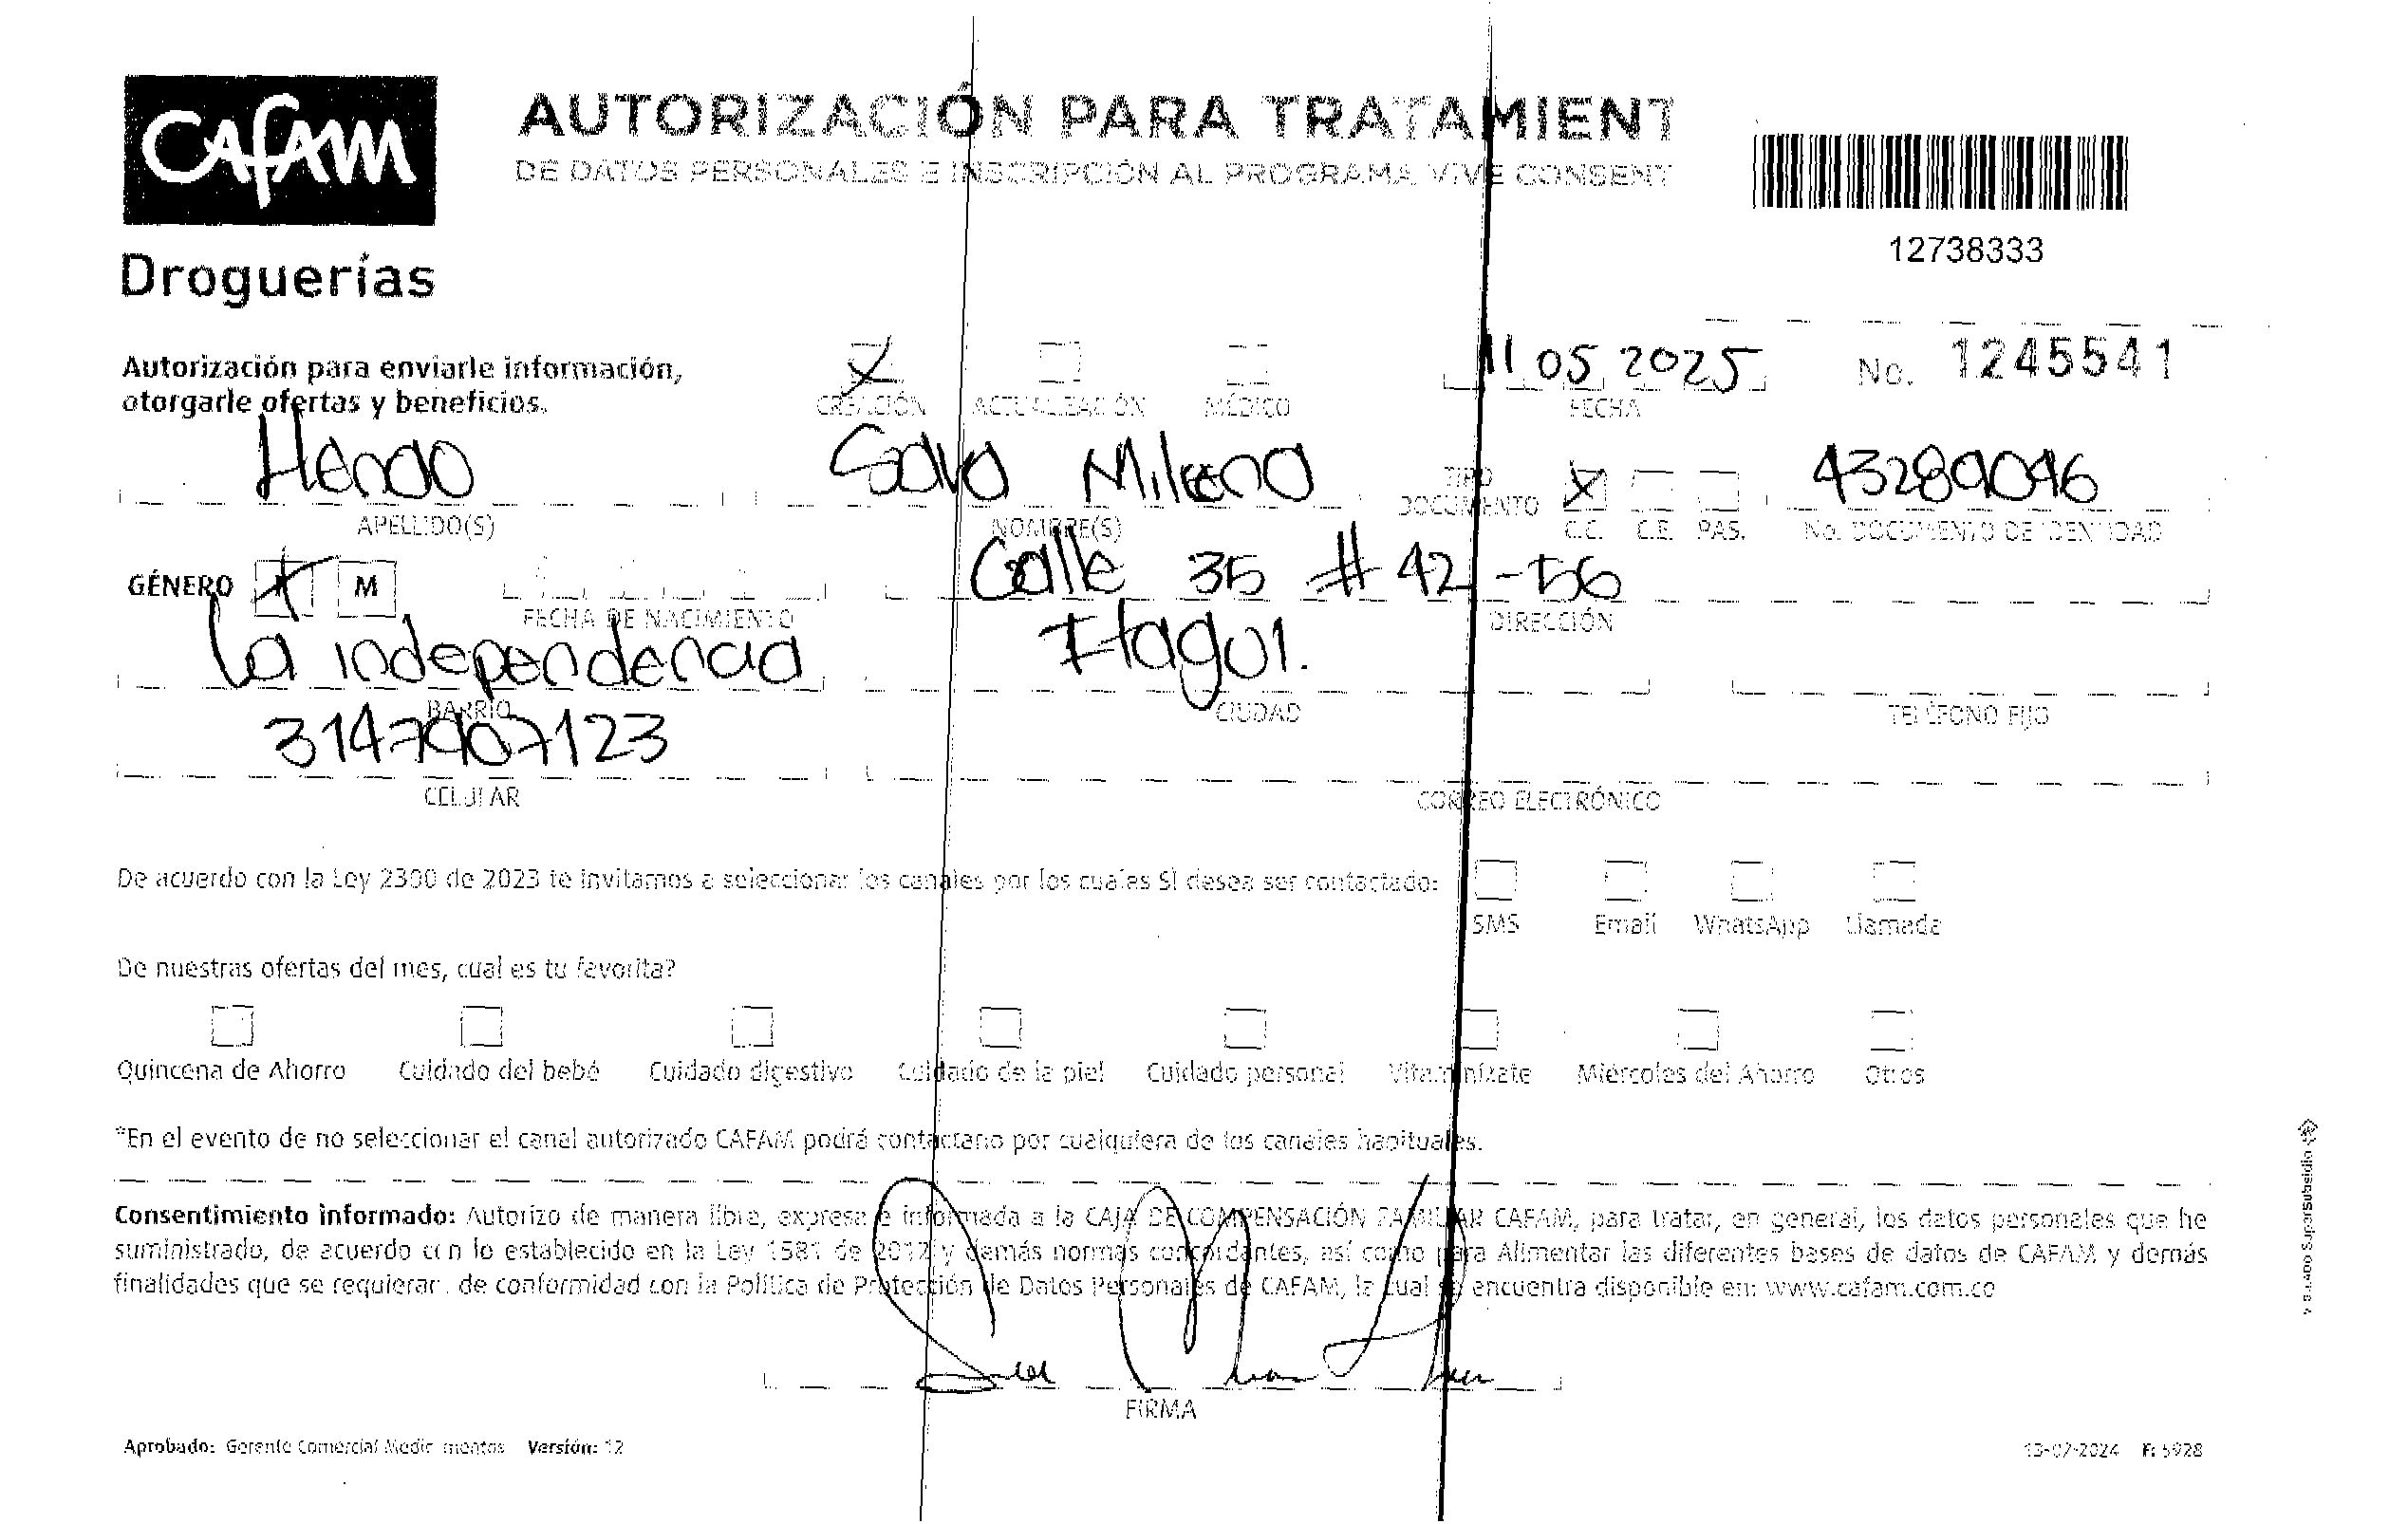 CAFAM
Droguerías
AUTORIZACIÓN PARA TRATAMIENT
DE DATOS PERSONALES E INSCRIPCIÓN AL PROGRAMA VIVE CONSENT
12738333
Autorización para enviarle información,
otorgarle ofertas y beneficios.
CREACIÓN ACTUALIZACIÓN MÉDICO
11 05 2025
FECHA
No. 1245541
Henao Sava Milena 43289096
APELLIDO(S) NOMBRE(S) TIPO DOCUMENTO C.C. C.E. PAS. No. DOCUMENTO DE IDENTIDAD
GÉNERO M Calle 35 # 42-56
FECHA DE NACIMIENTO DIRECCIÓN
La independencia Itagui.
BARRIO CIUDAD TELÉFONO FIJO
3147907123
CELULAR CORREO ELECTRÓNICO
De acuerdo con la Ley 2300 de 2023 te invitamos a seleccionar los canales por los cuales SI desea ser contactado:
SMS Email WhatsApp Llamada
De nuestras ofertas del mes, cual es tu favorita?
Quincena de Ahorro Cuidado del bebé Cuidado digestivo Cuidado de la piel Cuidado personal Vitamínizate Miércoles del Ahorro Otros
*En el evento de no seleccionar el canal autorizado CAFAM podrá contactarlo por cualquiera de los canales habituales.
Consentimiento informado: Autorizo de manera libre, expresa e informada a la CAJA DE COMPENSACIÓN FAMILIAR CAFAM, para tratar, en general, los datos personales que he
suministrado, de acuerdo con lo establecido en la Ley 1581 de 2012 y demás normas concordantes, así como para Alimentar las diferentes bases de datos de CAFAM y demás
finalidades que se requieran, de conformidad con la Política de Protección de Datos Personales de CAFAM, la cual se encuentra disponible en: www.cafam.com.co
FIRMA
Aprobado: Gerente Comercial Medicamentos Versión: 12
13-07-2024 F: 5928
VIGILADO Supersubsidio